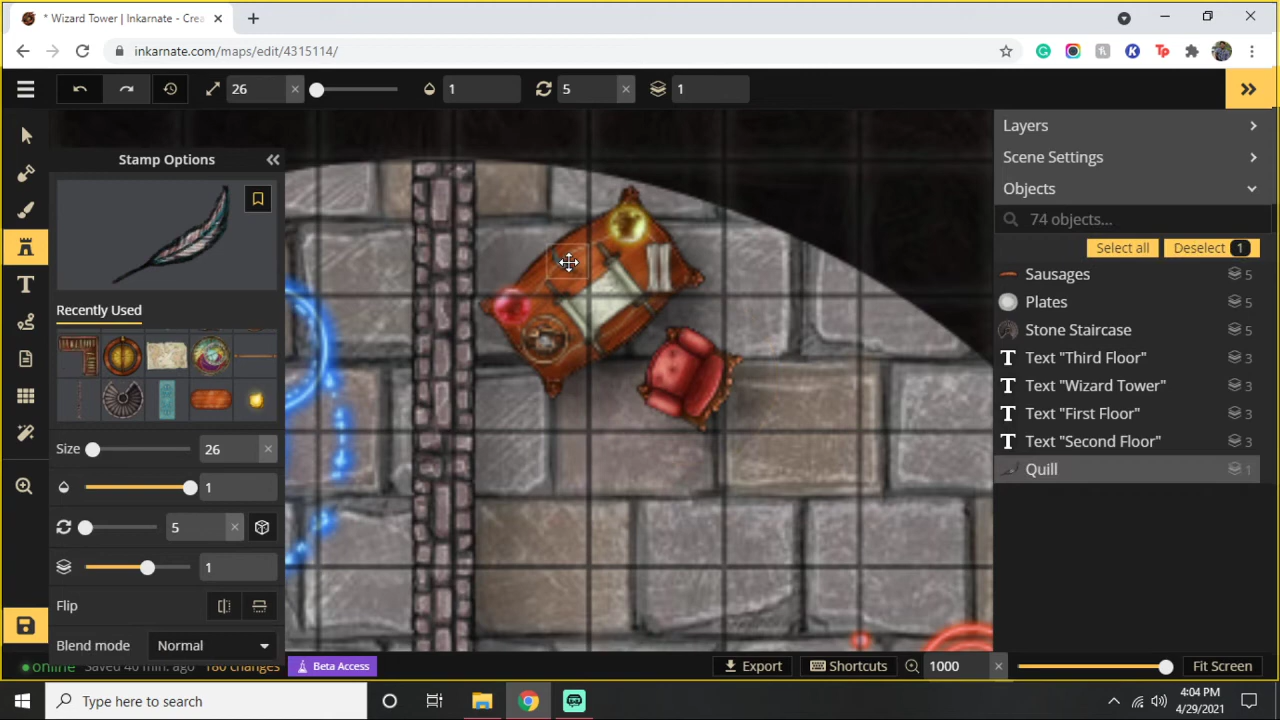 * Wizard Tower | Inkarnate - Crea
inkarnate.com/maps/edit/4315114/
26
1
5
1
Stamp Options
Recently Used
Size
26
1
5
1
Flip
Blend mode
Normal
online
Saved 40 min. ago
180 changes
Beta Access
Export
Shortcuts
1000
Fit Screen
Layers
Scene Settings
Objects
74 objects...
Select all
Deselect 1
Sausages 5
Plates 5
Stone Staircase 5
Text "Third Floor" 3
Text "Wizard Tower" 3
Text "First Floor" 3
Text "Second Floor" 3
Quill 1
Type here to search
4:04 PM
4/29/2021